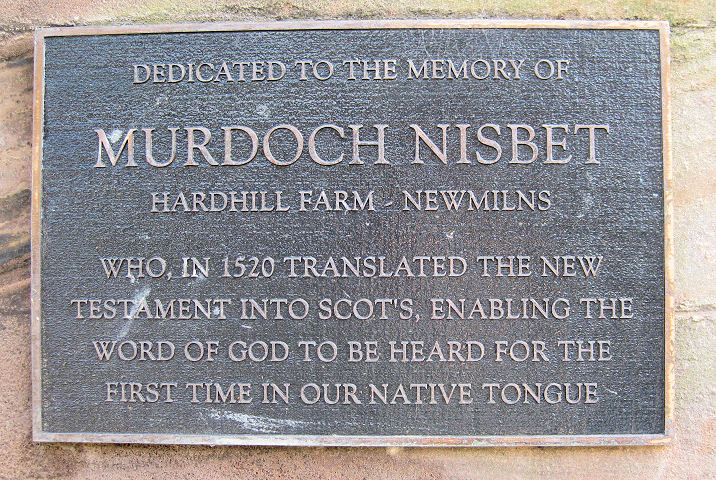 DEDICATED TO THE MEMORY OF
MURDOCH NISBET
HARDHILL FARM - NEWMILNS
WHO, IN 1520 TRANSLATED THE NEW
TESTAMENT INTO SCOT'S, ENABLING THE
WORD OF GOD TO BE HEARD FOR THE
FIRST TIME IN OUR NATIVE TONGUE